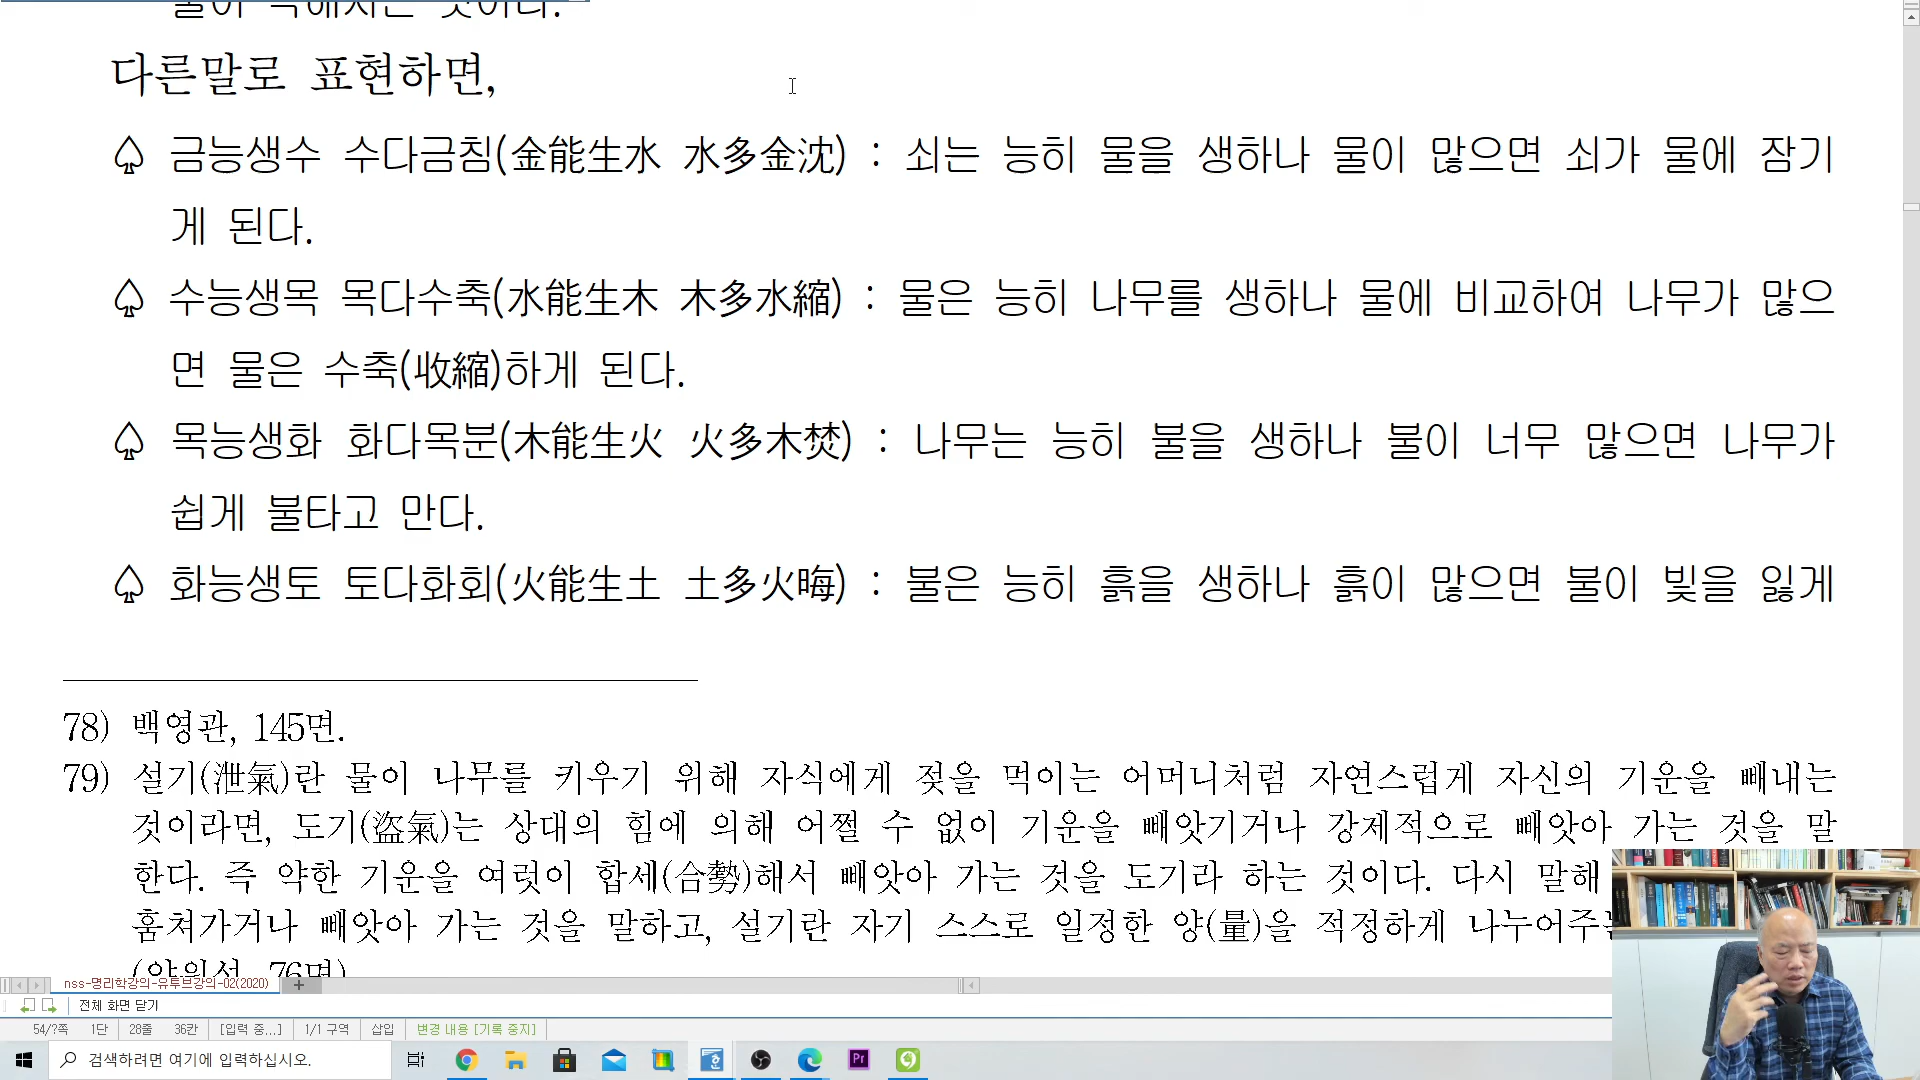 다른말로 표현하면,
♤ 금능생수 수다금침(金能生水 水多金沈) : 쇠는 능히 물을 생하나 물이 많으면 쇠가 물에 잠기
게 된다.
♤ 수능생목 목다수축(水能生木 木多水縮) : 물은 능히 나무를 생하나 물에 비교하여 나무가 많으
면 물은 수축(收縮)하게 된다.
♤ 목능생화 화다목분(木能生火 火多木焚) : 나무는 능히 불을 생하나 불이 너무 많으면 나무가
쉽게 불타고 만다.
♤ 화능생토 토다화회(火能生土 土多火晦) : 불은 능히 흙을 생하나 흙이 많으면 불이 빛을 잃게
78) 백영관, 145면.
79) 설기(泄氣)란 물이 나무를 키우기 위해 자식에게 젖을 먹이는 어머니처럼 자연스럽게 자신의 기운을 빼내는
것이라면, 도기(盜氣)는 상대의 힘에 의해 어쩔 수 없이 기운을 빼앗기거나 강제적으로 빼앗아 가는 것을 말
한다. 즉 약한 기운을 여럿이 합세(合勢)해서 빼앗아 가는 것을 도기라 하는 것이다. 다시 말해
훔쳐가거나 빼앗아 가는 것을 말하고, 설기란 자기 스스로 일정한 양(量)을 적정하게 나누어주는
76면)
nss-명리학강의-유투브강의-02(2020)
전체 화면 닫기
54/?쪽 1단 28줄 36칸 [입력 중...] 1/1 구역 삽입 변경 내용 [기록 중지]
검색하려면 여기에 입력하십시오.
Pr